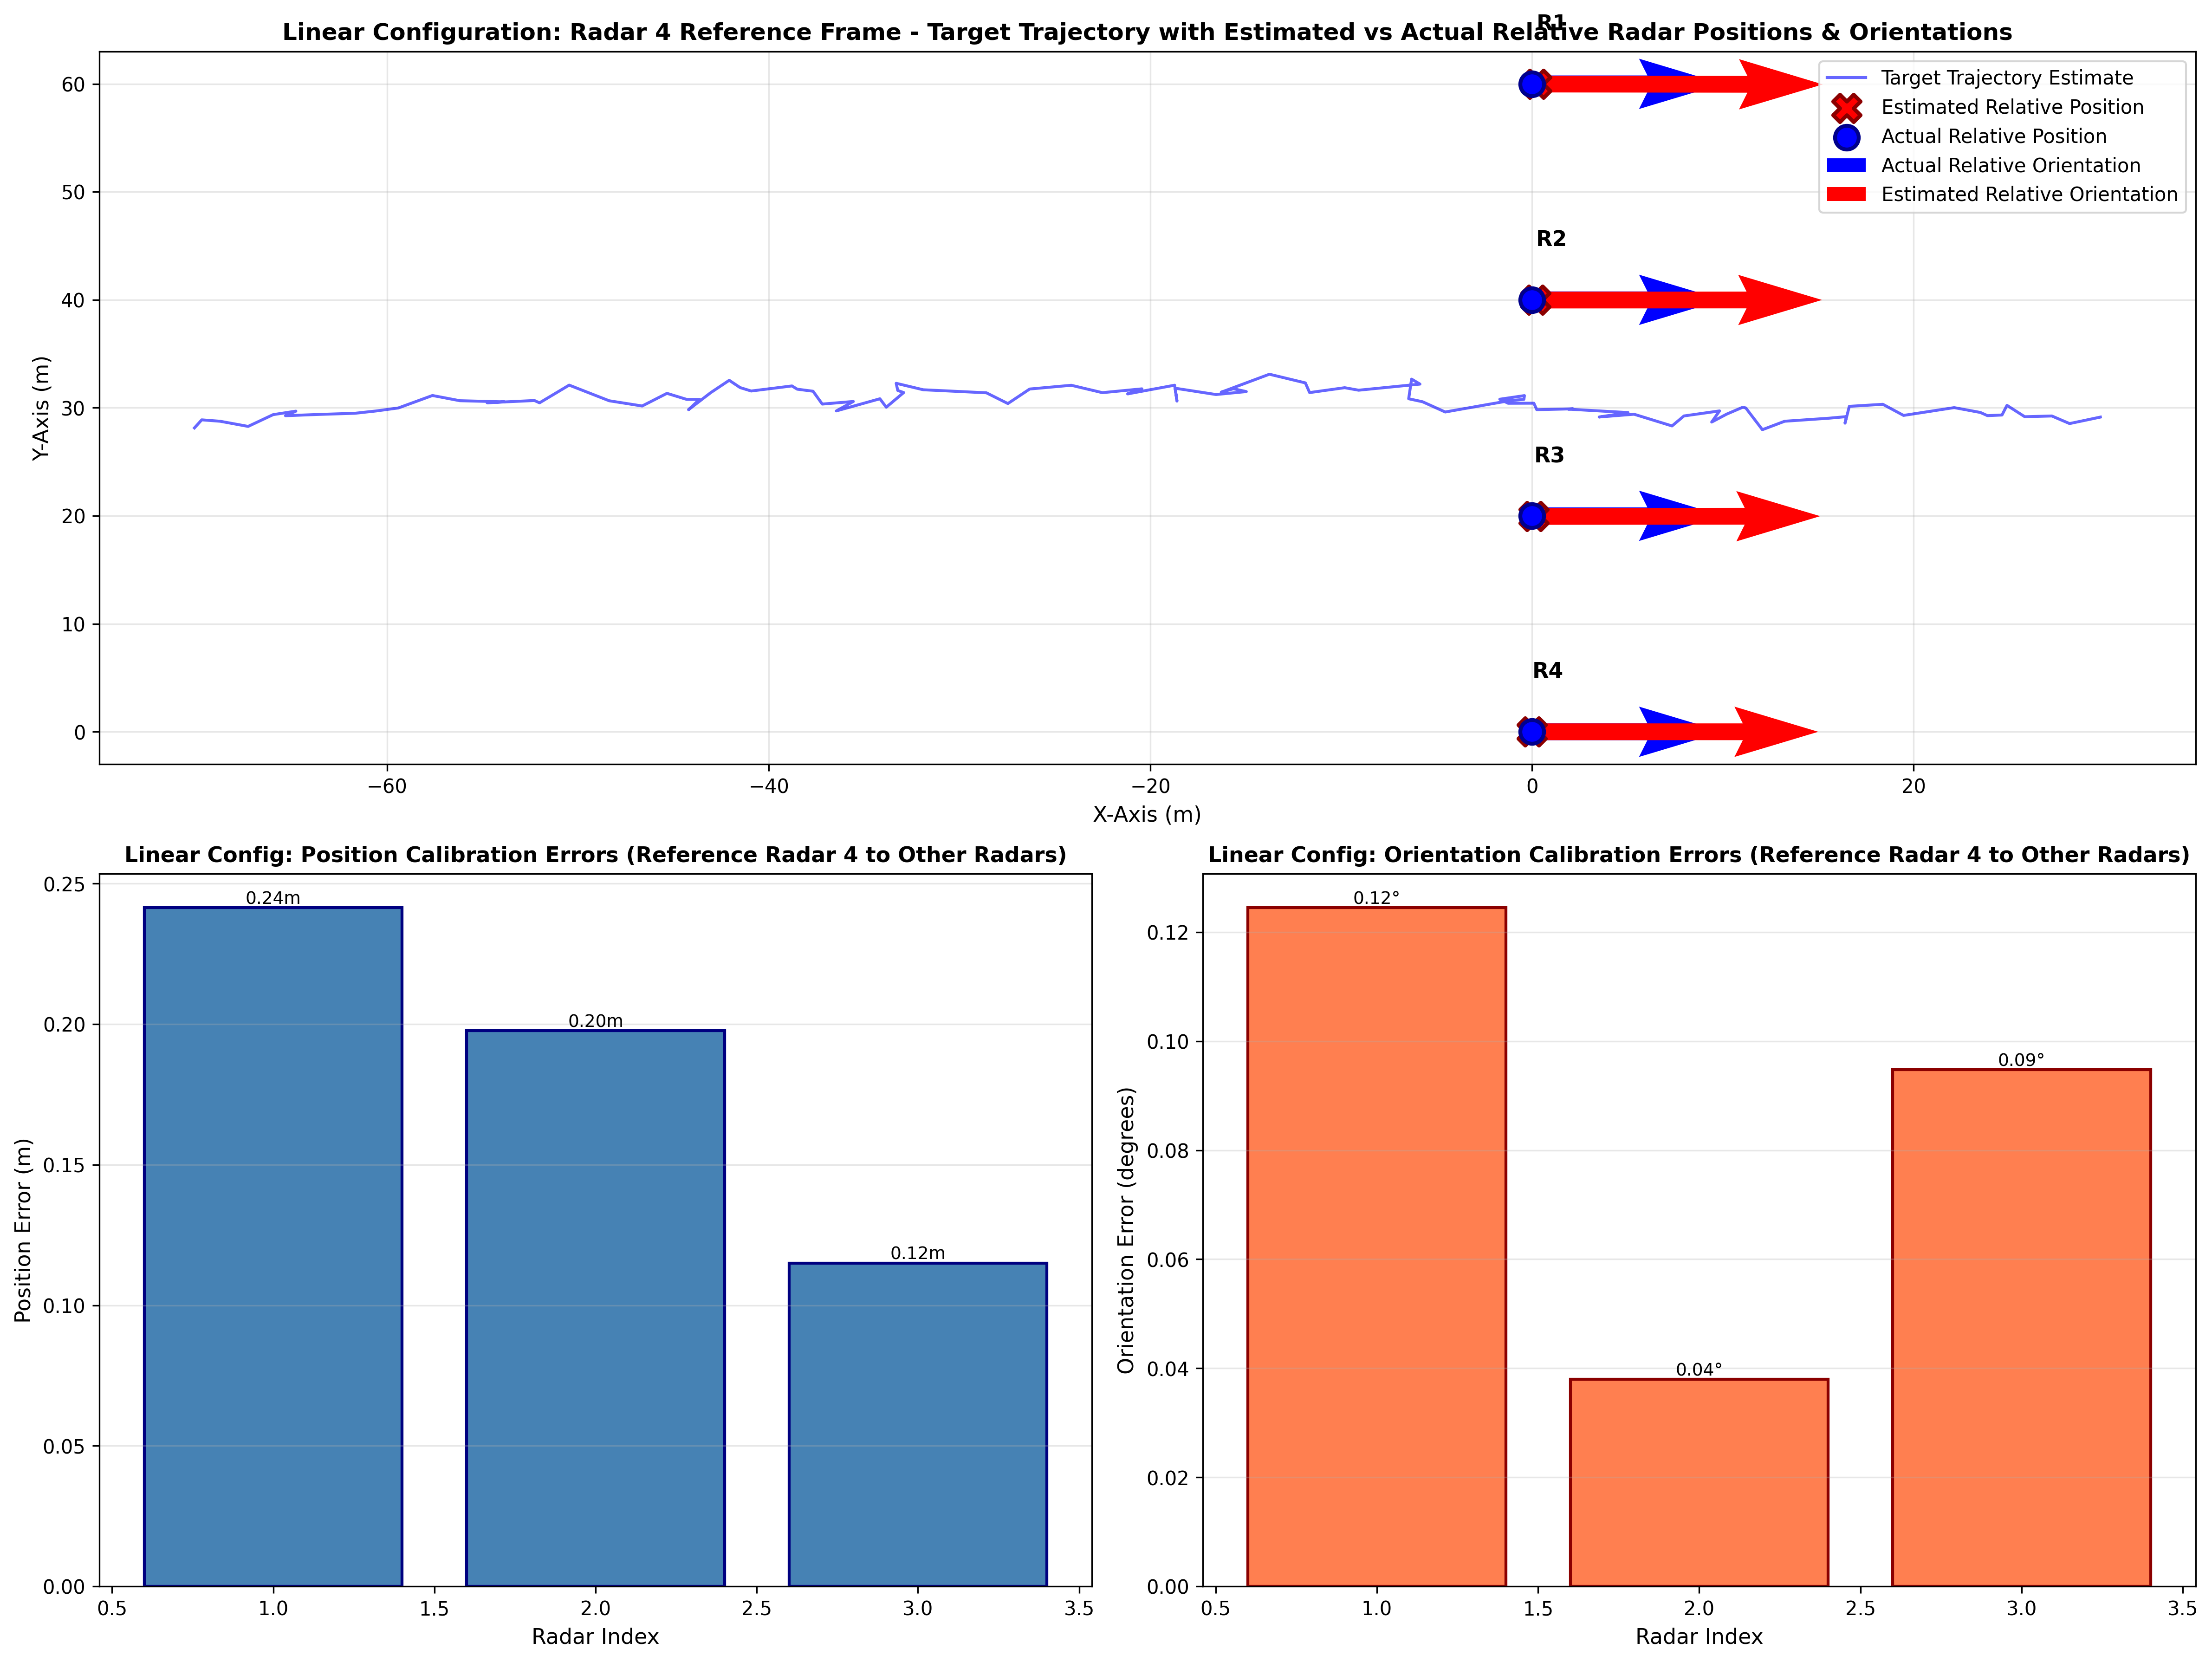 R1
Linear Configuration: Radar 4 Reference Frame - Target Trajectory with Estimated vs Actual Relative Radar Positions & Orientations
Target Trajectory Estimate
Estimated Relative Position
Actual Relative Position
Actual Relative Orientation
Estimated Relative Orientation
60
50
40
30
20
10
0
Y-Axis (m)
R2
R3
R4
−60
−40
−20
0
20
X-Axis (m)
Linear Config: Position Calibration Errors (Reference Radar 4 to Other Radars)
0.25
0.20
0.15
0.10
0.05
0.00
Position Error (m)
0.24m
0.20m
0.12m
0.5
1.0
1.5
2.0
2.5
3.0
3.5
Radar Index
Linear Config: Orientation Calibration Errors (Reference Radar 4 to Other Radars)
0.12
0.10
0.08
0.06
0.04
0.02
0.00
Orientation Error (degrees)
0.12°
0.04°
0.09°
0.5
1.0
1.5
2.0
2.5
3.0
3.5
Radar Index